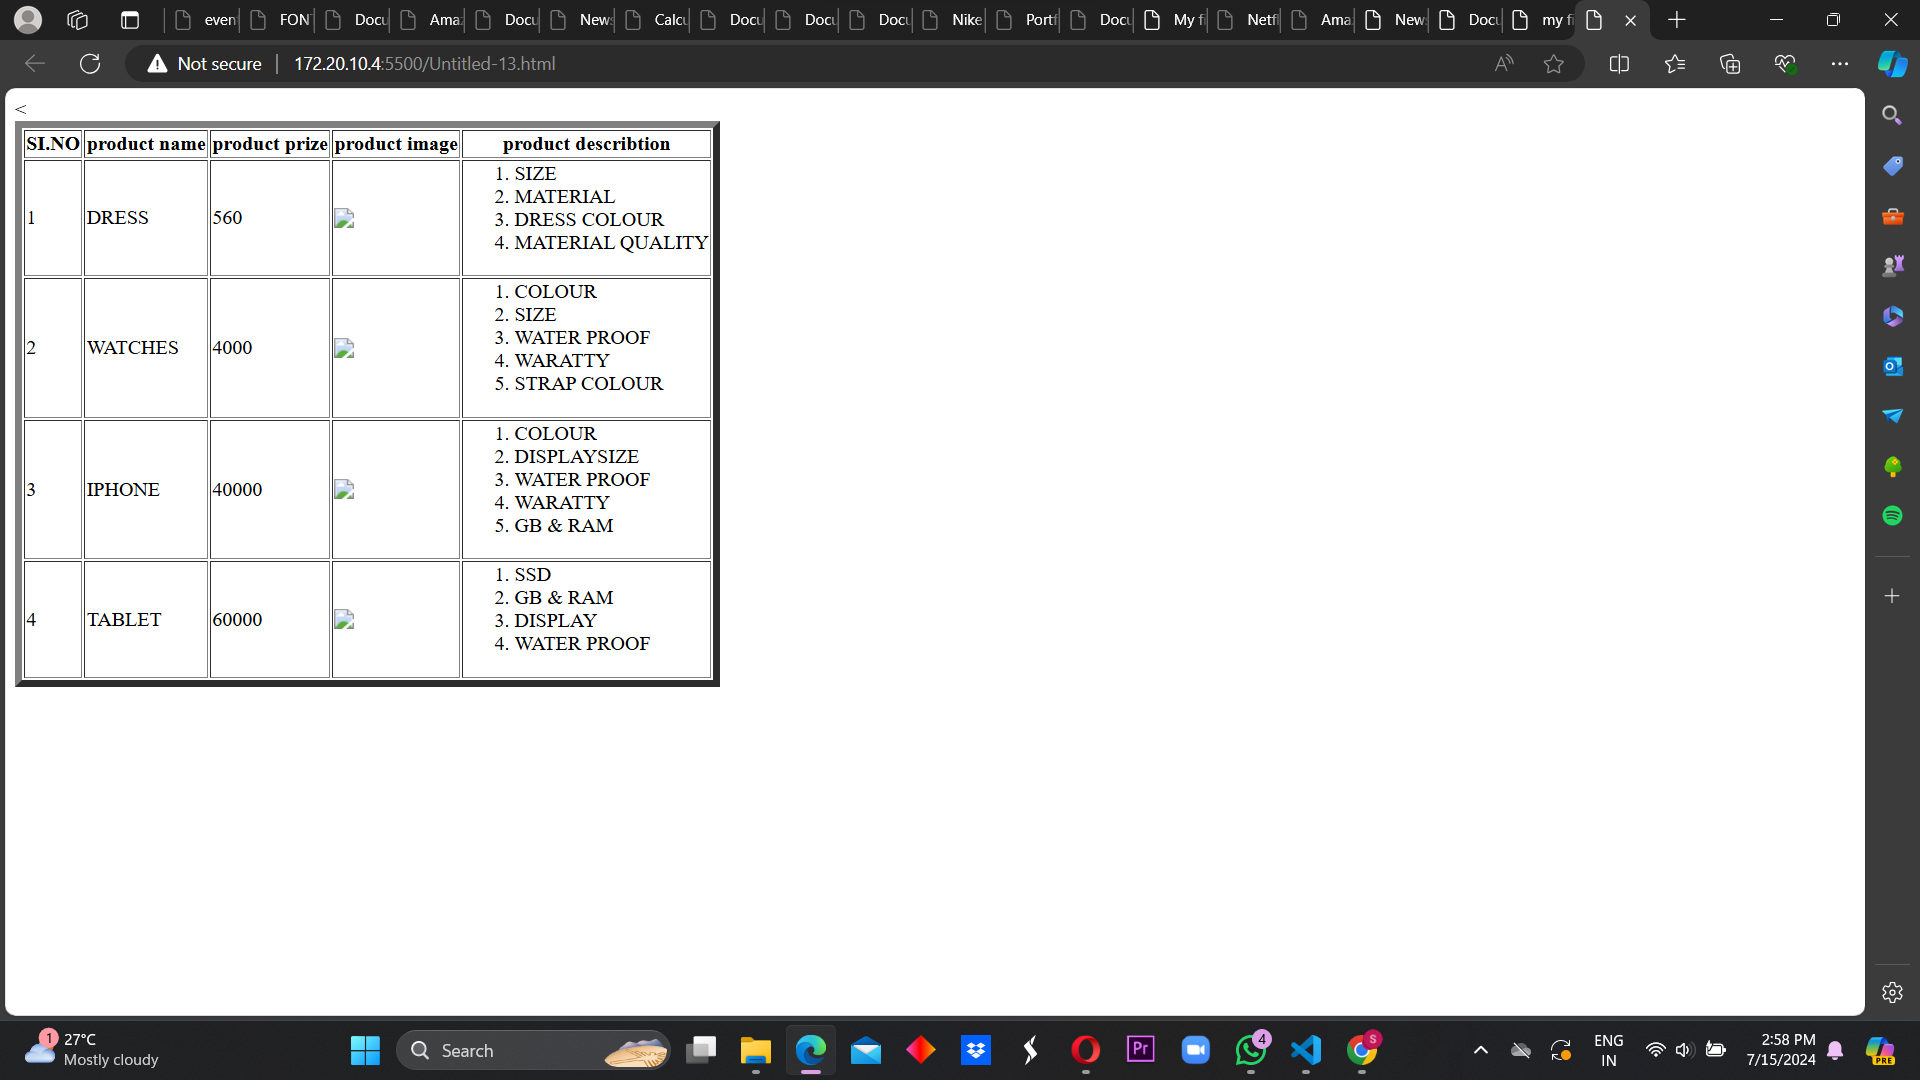 even FON Docu Ama Docu New Calcu Docu Docu Docu Nike Portf Docu My fi Netfl Ama New Docu my fi
Not secure 172.20.10.4:5500/Untitled-13.html
<
SI.NO product name product prize product image product describtion
1 DRESS 560
1. SIZE
2. MATERIAL
3. DRESS COLOUR
4. MATERIAL QUALITY
2 WATCHES 4000
1. COLOUR
2. SIZE
3. WATER PROOF
4. WARATTY
5. STRAP COLOUR
3 IPHONE 40000
1. COLOUR
2. DISPLAYSIZE
3. WATER PROOF
4. WARATTY
5. GB & RAM
4 TABLET 60000
1. SSD
2. GB & RAM
3. DISPLAY
4. WATER PROOF
1 27°C
Mostly cloudy
Search
Pr
4
S
ENG
IN
2:58 PM
7/15/2024
PRE